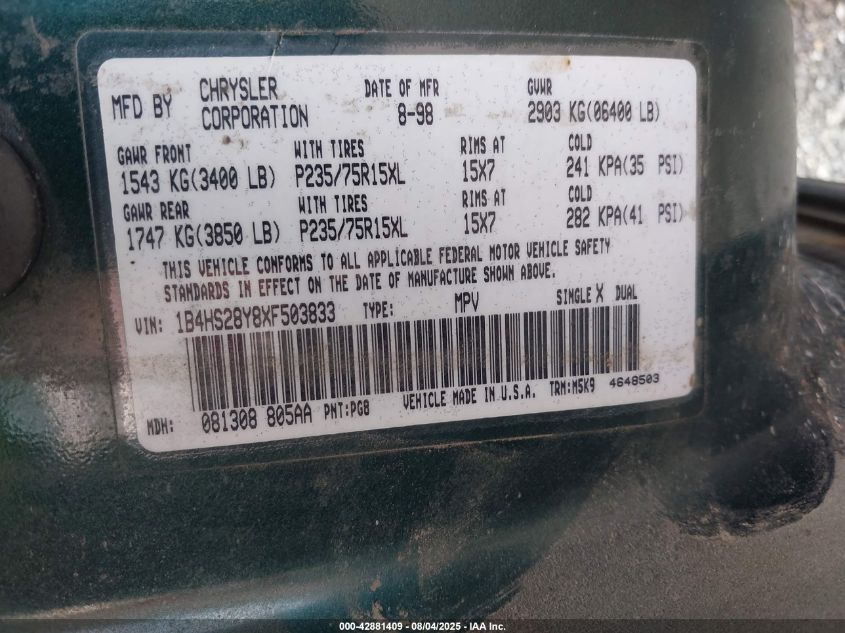 MFD BY CHRYSLER CORPORATION DATE OF MFR 8-98 GVWR 2903 KG(06400 LB)
GAWR FRONT WITH TIRES RIMS AT COLD
1543 KG(3400 LB) P235/75R15XL 15X7 241 KPA(35 PSI)
GAWR REAR WITH TIRES RIMS AT COLD
1747 KG(3850 LB) P235/75R15XL 15X7 282 KPA(41 PSI)
THIS VEHICLE CONFORMS TO ALL APPLICABLE FEDERAL MOTOR VEHICLE SAFETY
STANDARDS IN EFFECT ON THE DATE OF MANUFACTURE SHOWN ABOVE.
VIN: 1B4HS28Y8XF503833 TYPE: MPV SINGLE X DUAL
MDH: 081308 805AA PNT:PG8 VEHICLE MADE IN U.S.A. TRM:M5K9 4648503
000-42881409 - 08/04/2025 - IAA Inc.